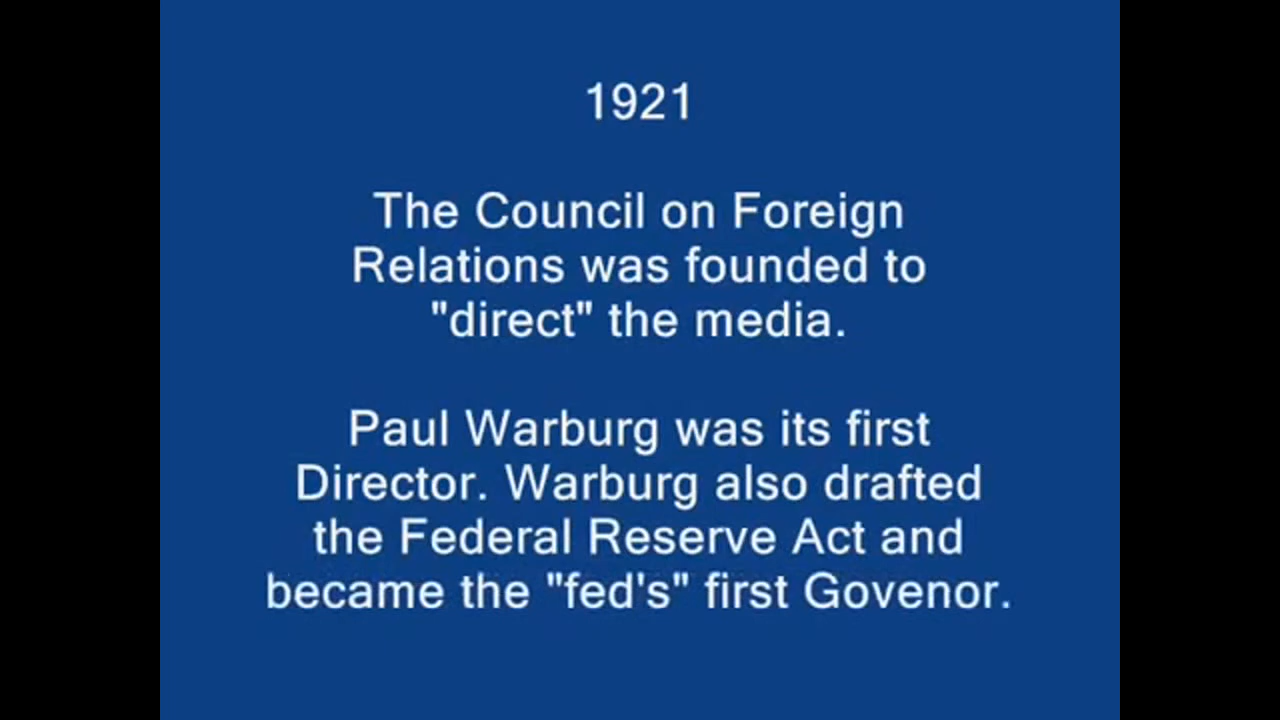 1921
The Council on Foreign
Relations was founded to
"direct" the media.
Paul Warburg was its first
Director. Warburg also drafted
the Federal Reserve Act and
became the "fed's" first Govenor.